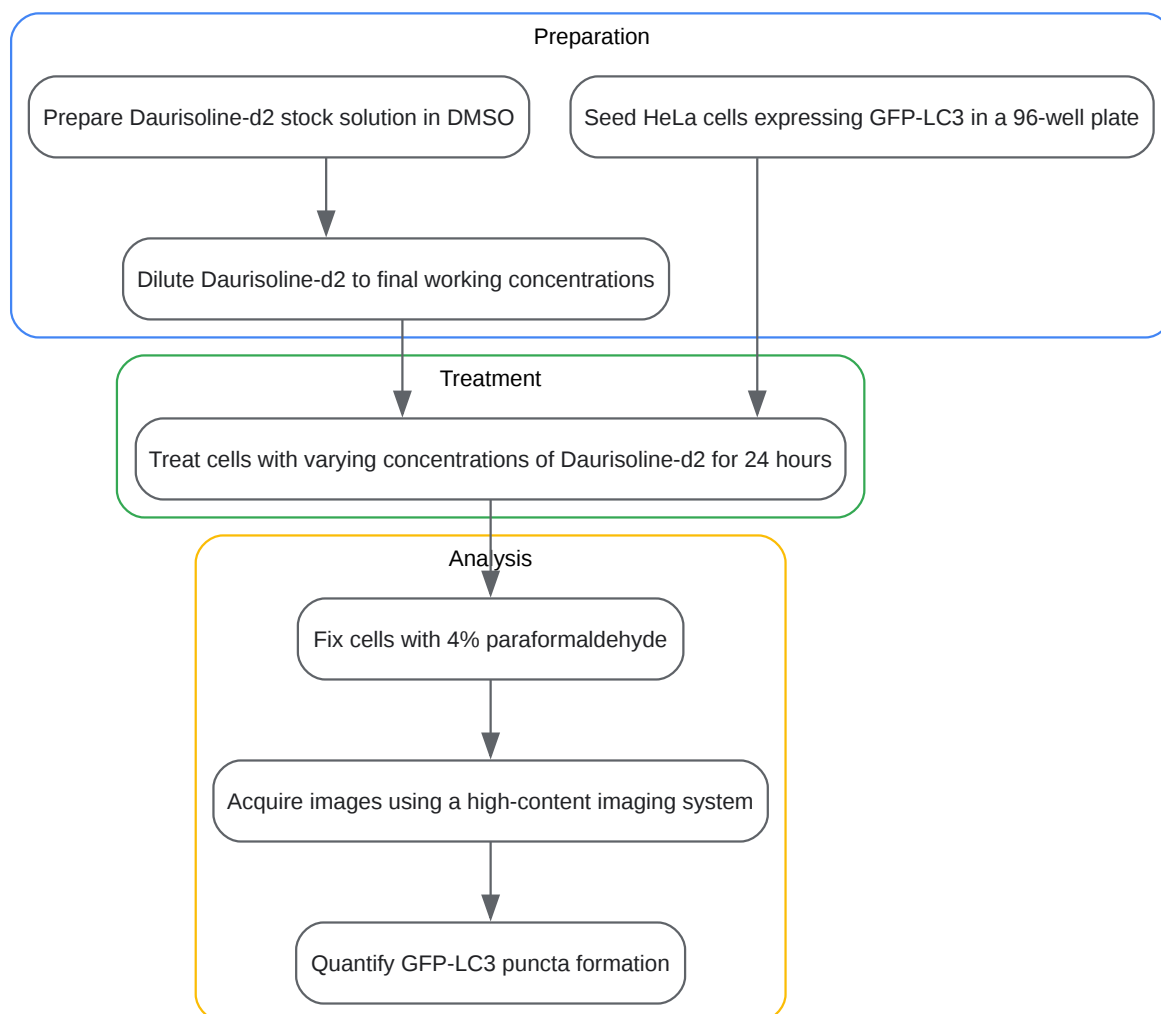 Preparation
Prepare Daurisoline-d2 stock solution in DMSO
Seed HeLa cells expressing GFP-LC3 in a 96-well plate
Dilute Daurisoline-d2 to final working concentrations
Treatment
Treat cells with varying concentrations of Daurisoline-d2 for 24 hours
Analysis
Fix cells with 4% paraformaldehyde
Acquire images using a high-content imaging system
Quantify GFP-LC3 puncta formation